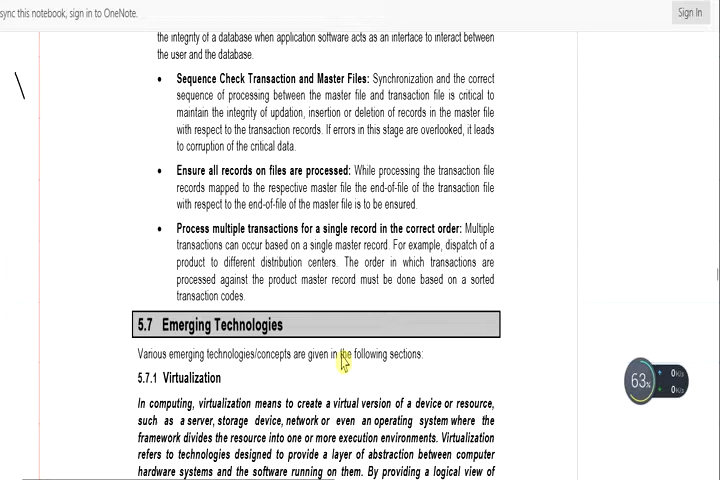 sync this notebook, sign in to OneNote.
Sign In
the integrity of a database when application software acts as an interface to interact between
the user and the database.
• Sequence Check Transaction and Master Files: Synchronization and the correct
sequence of processing between the master file and transaction file is critical to
maintain the integrity of updation, insertion or deletion of records in the master file
with respect to the transaction records. If errors in this stage are overlooked, it leads
to corruption of the critical data.
• Ensure all records on files are processed: While processing the transaction file
records mapped to the respective master file the end-of-file of the transaction file
with respect to the end-of-file of the master file is to be ensured.
• Process multiple transactions for a single record in the correct order: Multiple
transactions can occur based on a single master record. For example, dispatch of a
product to different distribution centers. The order in which transactions are
processed against the product master record must be done based on a sorted
transaction codes.
5.7 Emerging Technologies
Various emerging technologies/concepts are given in the following sections:
5.7.1 Virtualization
In computing, virtualization means to create a virtual version of a device or resource,
such as a server, storage device, network or even an operating system where the
framework divides the resource into one or more execution environments. Virtualization
refers to technologies designed to provide a layer of abstraction between computer
hardware systems and the software running on them. By providing a logical view of
63%
+ 0K/s
0K/s